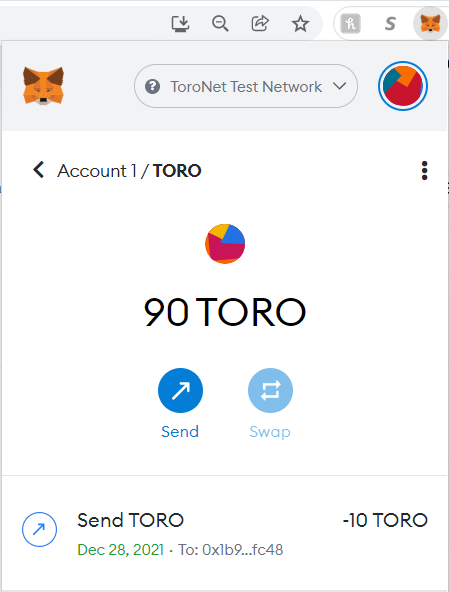 ToroNet Test Network
Account 1 / TORO
90 TORO
Send Swap
Send TORO -10 TORO
Dec 28, 2021 · To: 0x1b9...fc48